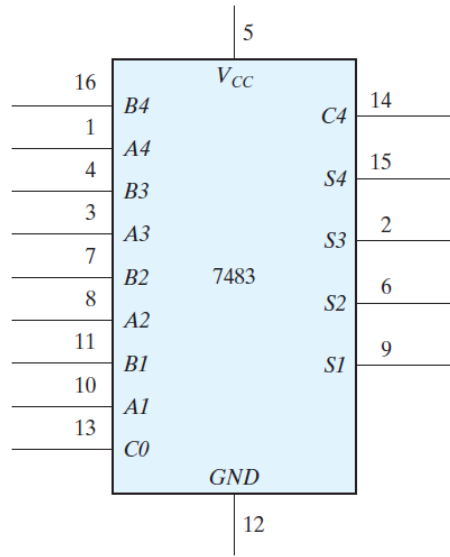 5
V_CC
16 B4 C4 14
1 A4
4 B3 S4 15
3 A3 S3 2
7 B2 7483
8 A2 S2 6
11 B1 S1 9
10 A1
13 C0
GND
12